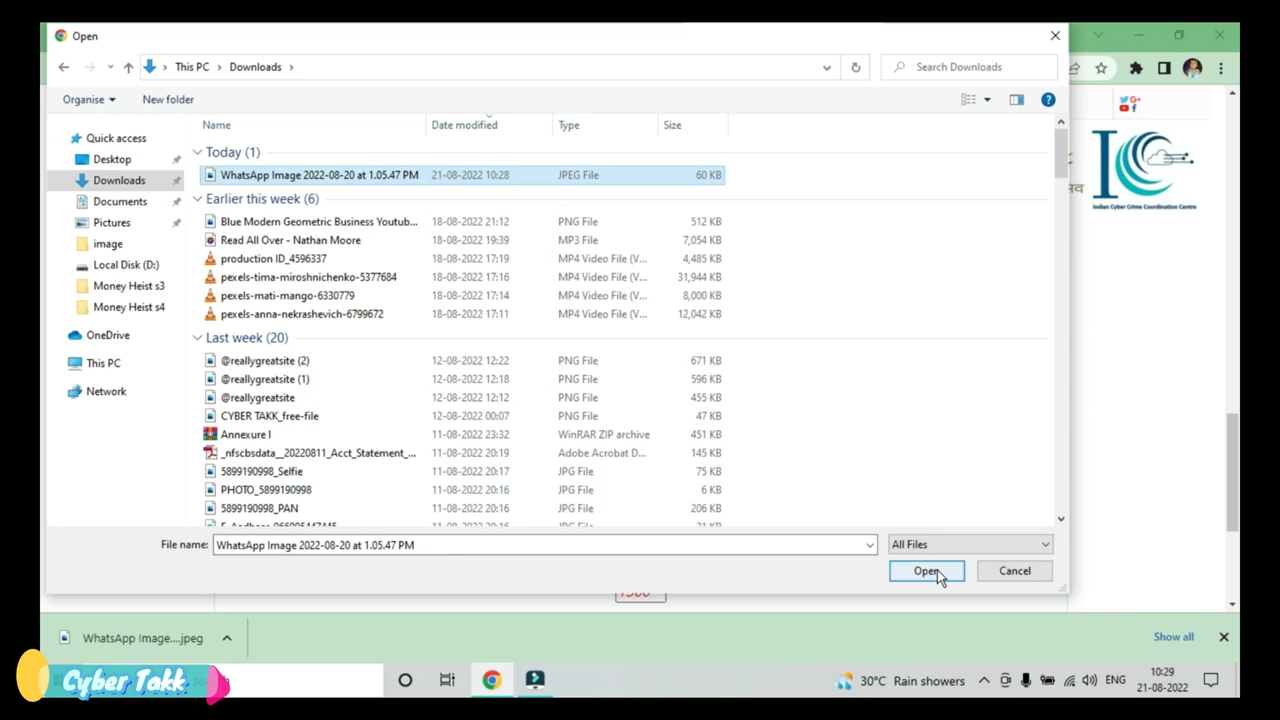 Open
This PC > Downloads >
Search Downloads
Organise
New folder
Name Date modified Type Size
Quick access
Desktop
Downloads
Documents
Pictures
image
Local Disk (D:)
Money Heist s3
Money Heist s4
OneDrive
This PC
Network
Today (1)
WhatsApp Image 2022-08-20 at 1.05.47 PM 21-08-2022 10:28 JPEG File 60 KB
Earlier this week (6)
Blue Modern Geometric Business Youtub... 18-08-2022 21:12 PNG File 512 KB
Read All Over - Nathan Moore 18-08-2022 19:39 MP3 File 7,054 KB
production ID_4596337 18-08-2022 17:19 MP4 Video File (V... 4,485 KB
pexels-tima-miroshnichenko-5377684 18-08-2022 17:16 MP4 Video File (V... 31,944 KB
pexels-mati-mango-6330779 18-08-2022 17:14 MP4 Video File (V... 8,000 KB
pexels-anna-nekrashevich-6799672 18-08-2022 17:11 MP4 Video File (V... 12,042 KB
Last week (20)
@reallygreatsite (2) 12-08-2022 12:22 PNG File 671 KB
@reallygreatsite (1) 12-08-2022 12:18 PNG File 596 KB
@reallygreatsite 12-08-2022 12:12 PNG File 455 KB
CYBER TAKK_free-file 12-08-2022 00:07 PNG File 47 KB
Annexure I 11-08-2022 23:32 WinRAR ZIP archive 451 KB
_nfscbsdata__20220811_Acct_Statement_... 11-08-2022 20:19 Adobe Acrobat D... 145 KB
5899190998_Selfie 11-08-2022 20:17 JPG File 75 KB
PHOTO_5899190998 11-08-2022 20:16 JPG File 6 KB
5899190998_PAN 11-08-2022 20:16 JPG File 206 KB
Indian Cyber Crime Coordination Centre
File name: WhatsApp Image 2022-08-20 at 1.05.47 PM
All Files
Open
Cancel
WhatsApp Image....jpeg
Show all
Cyber Takk
30°C Rain showers
ENG
10:29
21-08-2022